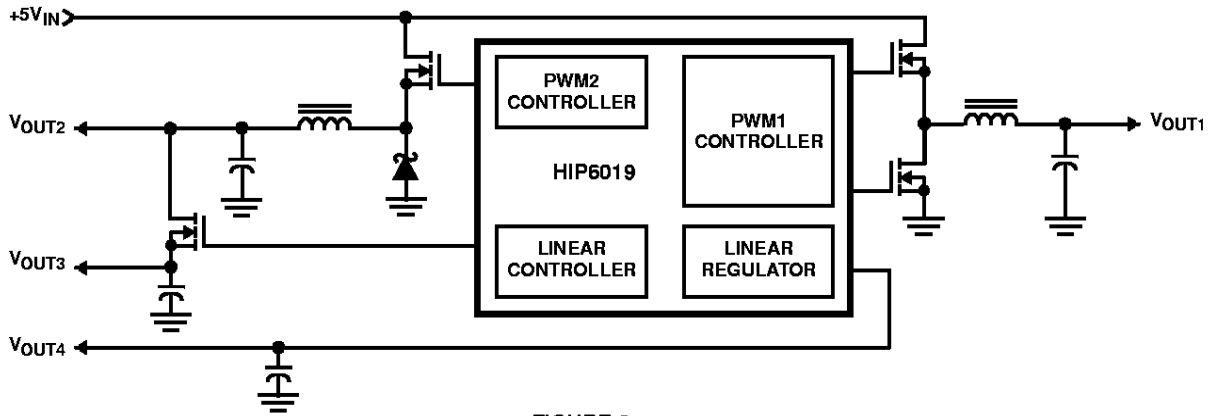 +5VIN
PWM2
CONTROLLER
PWM1
CONTROLLER
VOUT2
VOUT1
HIP6019
VOUT3
LINEAR
CONTROLLER
LINEAR
REGULATOR
VOUT4